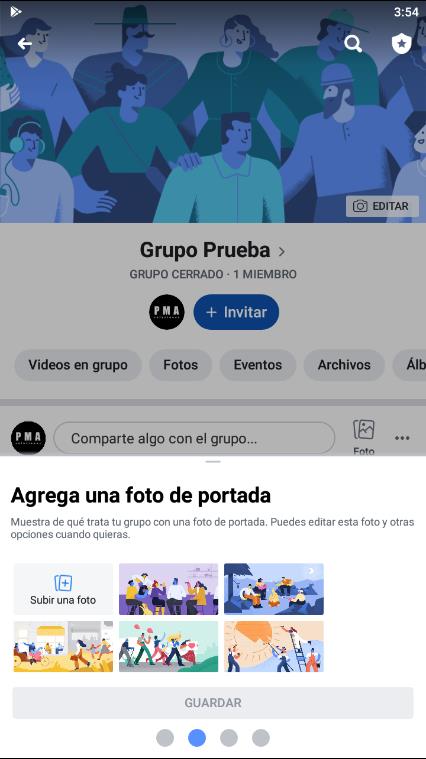 3:54
EDITAR
Grupo Prueba
GRUPO CERRADO · 1 MIEMBRO
PMA
+ Invitar
Videos en grupo
Fotos
Eventos
Archivos
Álb
PMA
Comparte algo con el grupo...
Foto
Agrega una foto de portada
Muestra de qué trata tu grupo con una foto de portada. Puedes editar esta foto y otras
opciones cuando quieras.
Subir una foto
GUARDAR